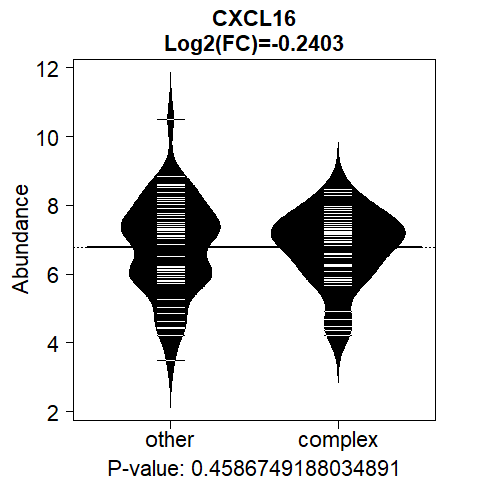 CXCL16
Log2(FC)=-0.2403
Abundance
12
10
8
6
4
2
other
complex
P-value: 0.4586749188034891